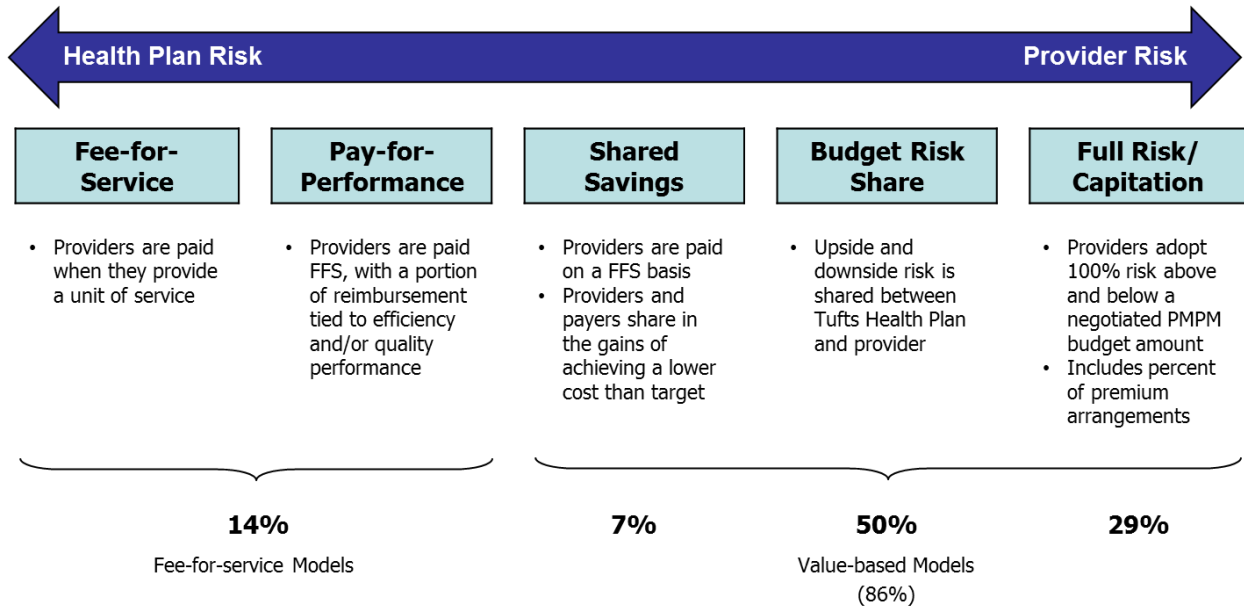 Health Plan Risk
Provider Risk
Fee-for-
Service
Pay-for-
Performance
Shared
Savings
Budget Risk
Share
Full Risk/
Capitation
• Providers are paid
when they provide
a unit of service
• Providers are paid
FFS, with a portion
of reimbursement
tied to efficiency
and/or quality
performance
• Providers are paid
on a FFS basis
• Providers and
payers share in
the gains of
achieving a lower
cost than target
• Upside and
downside risk is
shared between
Tufts Health Plan
and provider
• Providers adopt
100% risk above
and below a
negotiated PMPM
budget amount
• Includes percent
of premium
arrangements
14%
Fee-for-service Models
7%
50%
29%
Value-based Models
(86%)